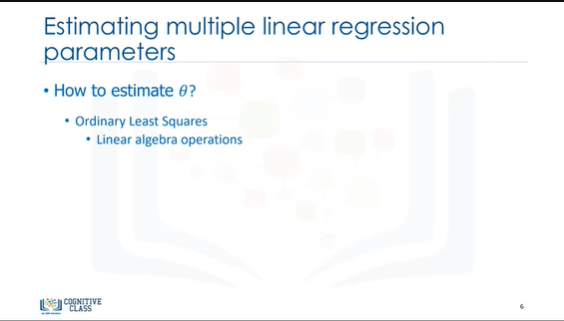 Estimating multiple linear regression
parameters
• How to estimate θ?
• Ordinary Least Squares
• Linear algebra operations
COGNITIVE
CLASS
6